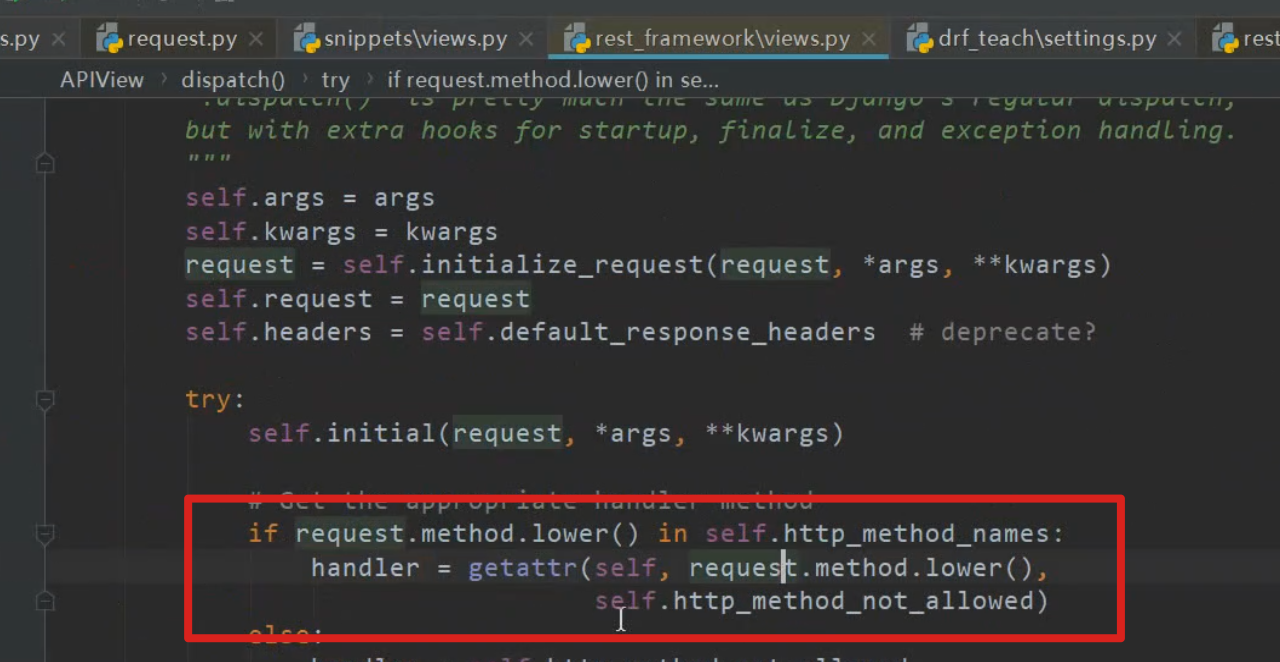 s.py
request.py
snippets\views.py
rest_framework\views.py
drf_teach\settings.py
rest
APIView
dispatch()
try
if request.method.lower() in se...
`.dispatch()` is pretty much the same as Django's regular dispatch,
but with extra hooks for startup, finalize, and exception handling.
"""
self.args = args
self.kwargs = kwargs
request = self.initialize_request(request, *args, **kwargs)
self.request = request
self.headers = self.default_response_headers # deprecate?
try:
self.initial(request, *args, **kwargs)
# Get the appropriate handler method
if request.method.lower() in self.http_method_names:
handler = getattr(self, request.method.lower(),
self.http_method_not_allowed)
else: